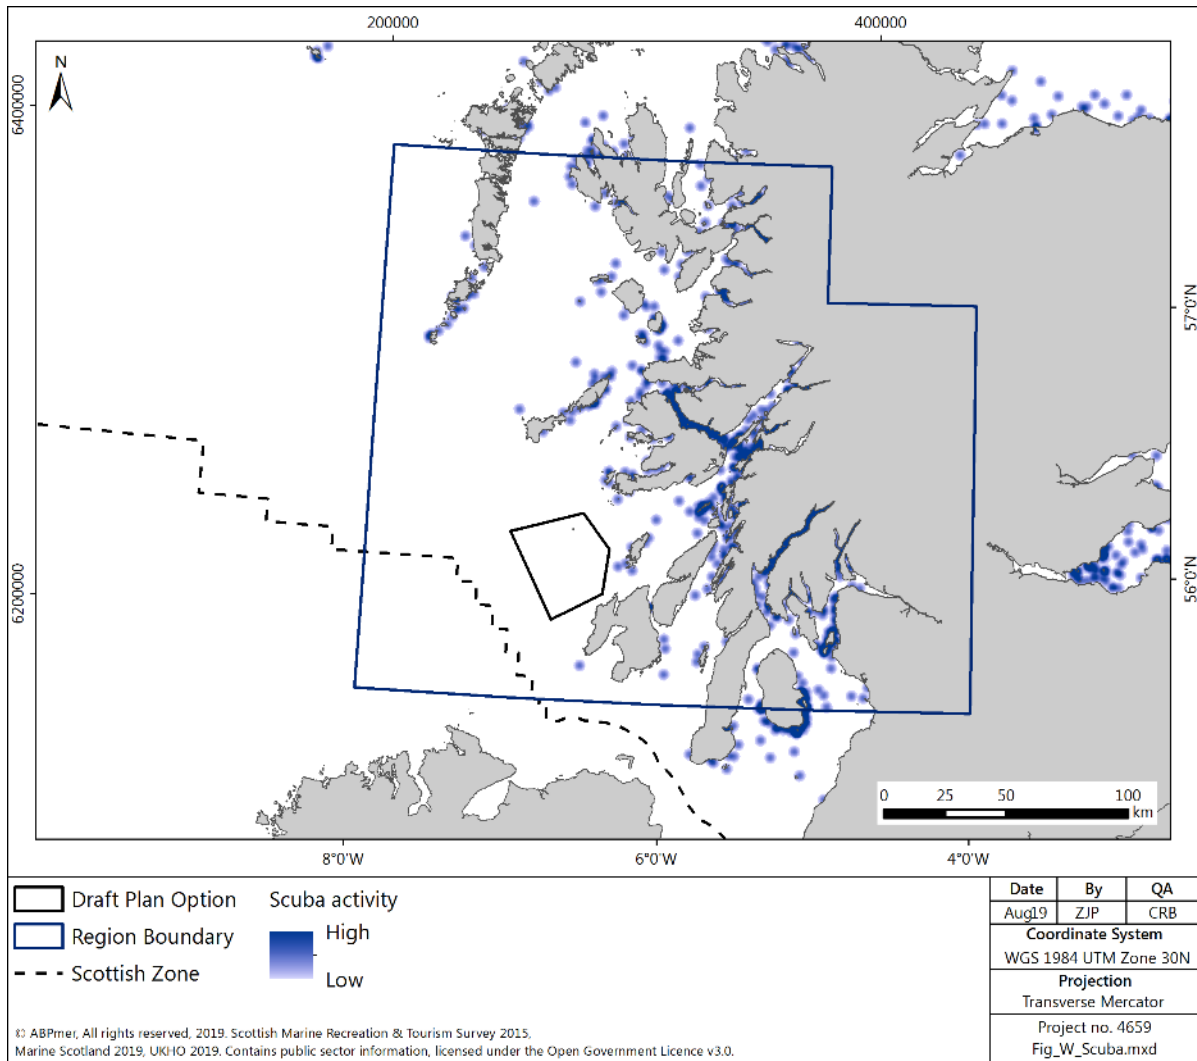 200000
400000
N
6400000
6200000
57°0'N
56°0'N
0
25
50
100
km
8°0'W
6°0'W
4°0'W
Draft Plan Option
Region Boundary
Scottish Zone
Scuba activity
High
Low
Date By QA
Aug19 ZJP CRB
Coordinate System
WGS 1984 UTM Zone 30N
Projection
Transverse Mercator
Project no. 4659
Fig_W_Scuba.mxd
© ABPmer, All rights reserved, 2019. Scottish Marine Recreation & Tourism Survey 2015,
Marine Scotland 2019, UKHO 2019. Contains public sector information, licensed under the Open Government Licence v3.0.